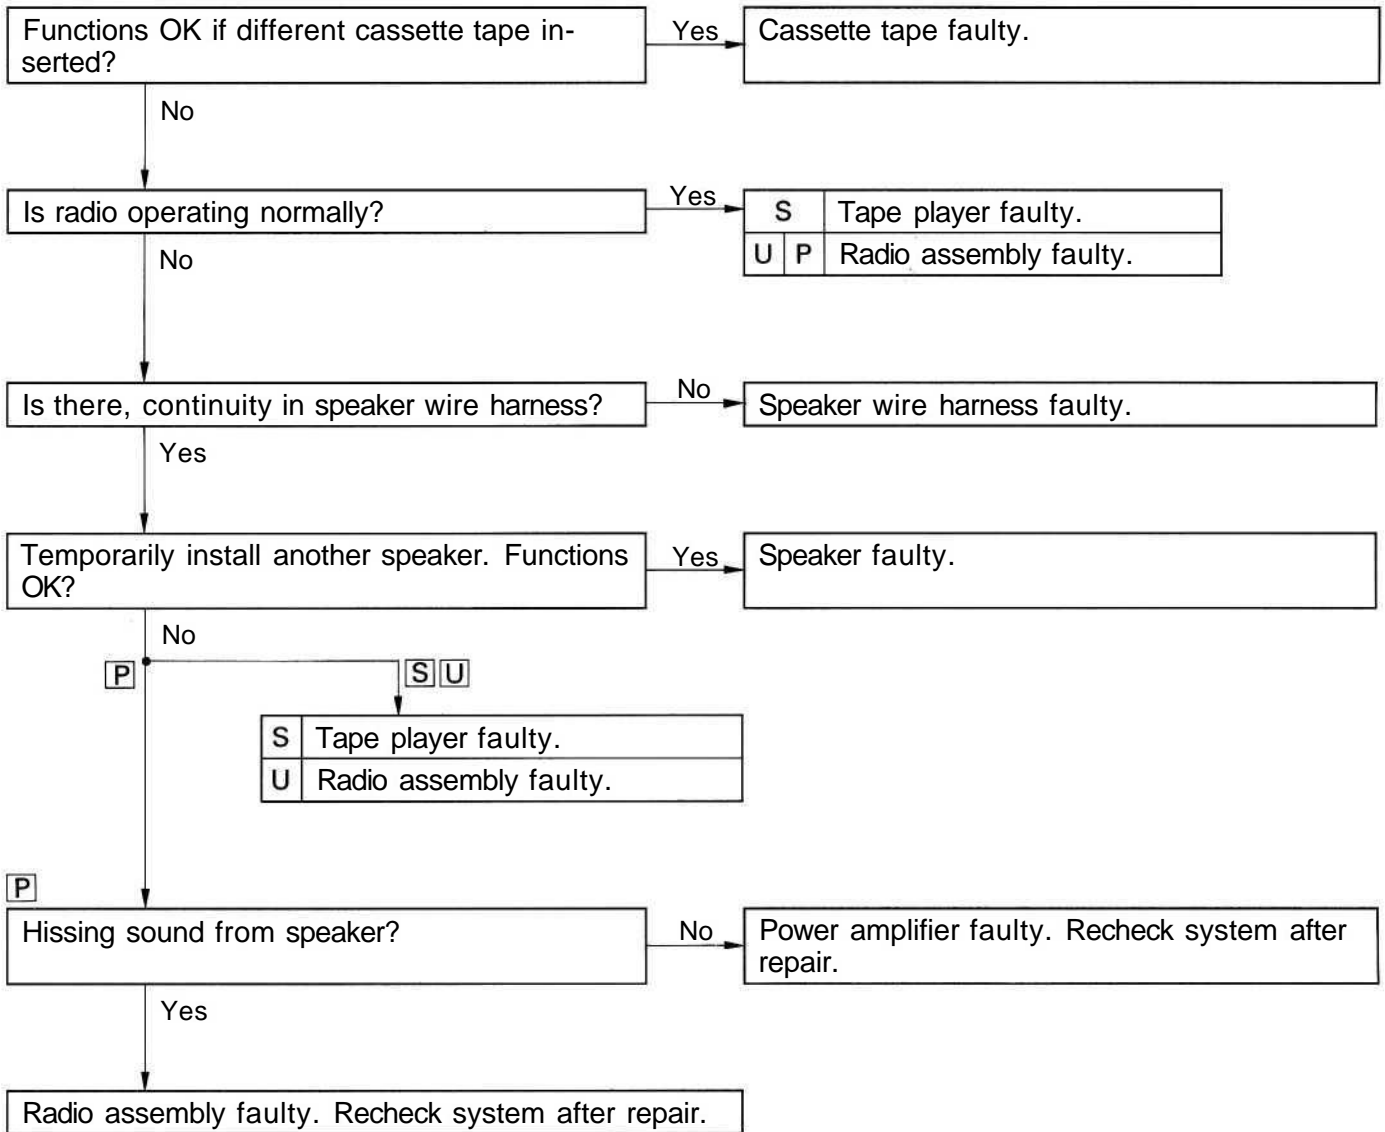 Functions OK if different cassette tape in-
serted?
Yes
Cassette tape faulty.
No
Is radio operating normally?
Yes
S Tape player faulty.
U P Radio assembly faulty.
No
Is there, continuity in speaker wire harness?
No
Speaker wire harness faulty.
Yes
Temporarily install another speaker. Functions
OK?
Yes
Speaker faulty.
No
P
S U
S Tape player faulty.
U Radio assembly faulty.
P
Hissing sound from speaker?
No
Power amplifier faulty. Recheck system after
repair.
Yes
Radio assembly faulty. Recheck system after repair.